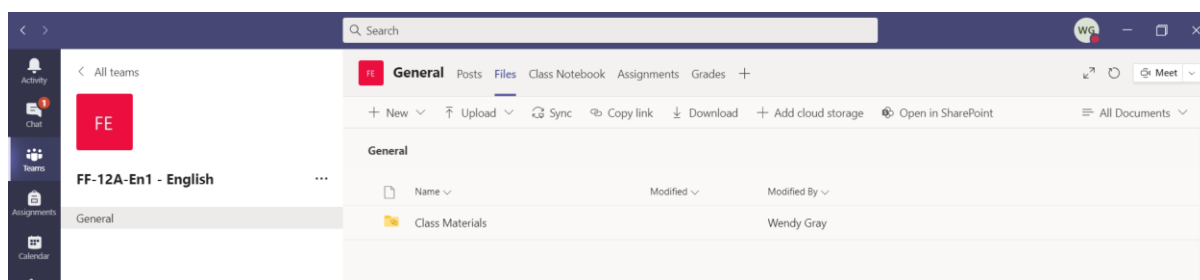 Search
WG
Activity
All teams
FE General Posts Files Class Notebook Assignments Grades
Meet
1
Chat
FE
New Upload Sync Copy link Download Add cloud storage Open in SharePoint All Documents
General
Teams
FF-12A-En1 - English ...
Name Modified Modified By
Assignments
General
Class Materials Wendy Gray
Calendar